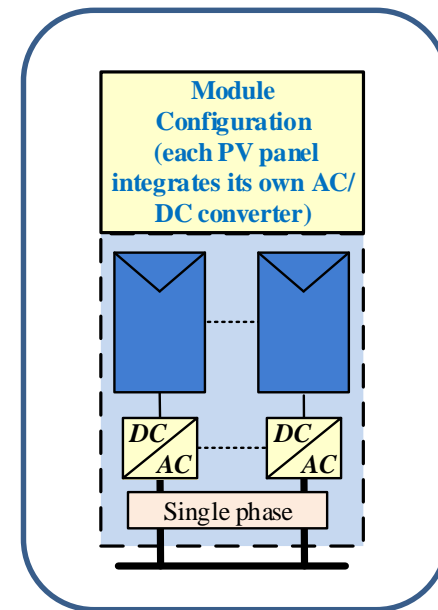 Module
Configuration
(each PV panel
integrates its own AC/
DC converter)
DC
AC
DC
AC
Single phase